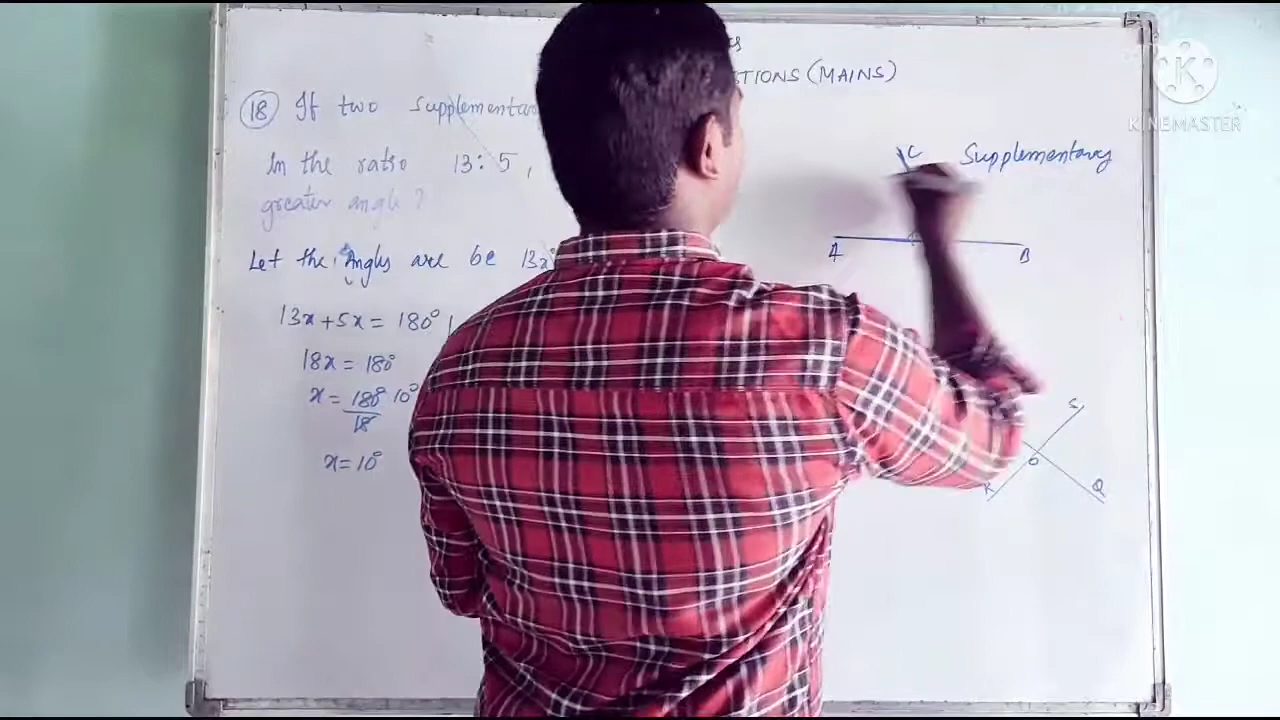 STIONS (MAINS)
18 If two Supplementar
In the ratio 13:5,
greater angle?
Let the Angles are be 13x°
13x+5x = 180°
18x = 180°
x = 180° 10°
18
x = 10°
C Supplementary
A B
S
O
R Q
K
KINEMASTER